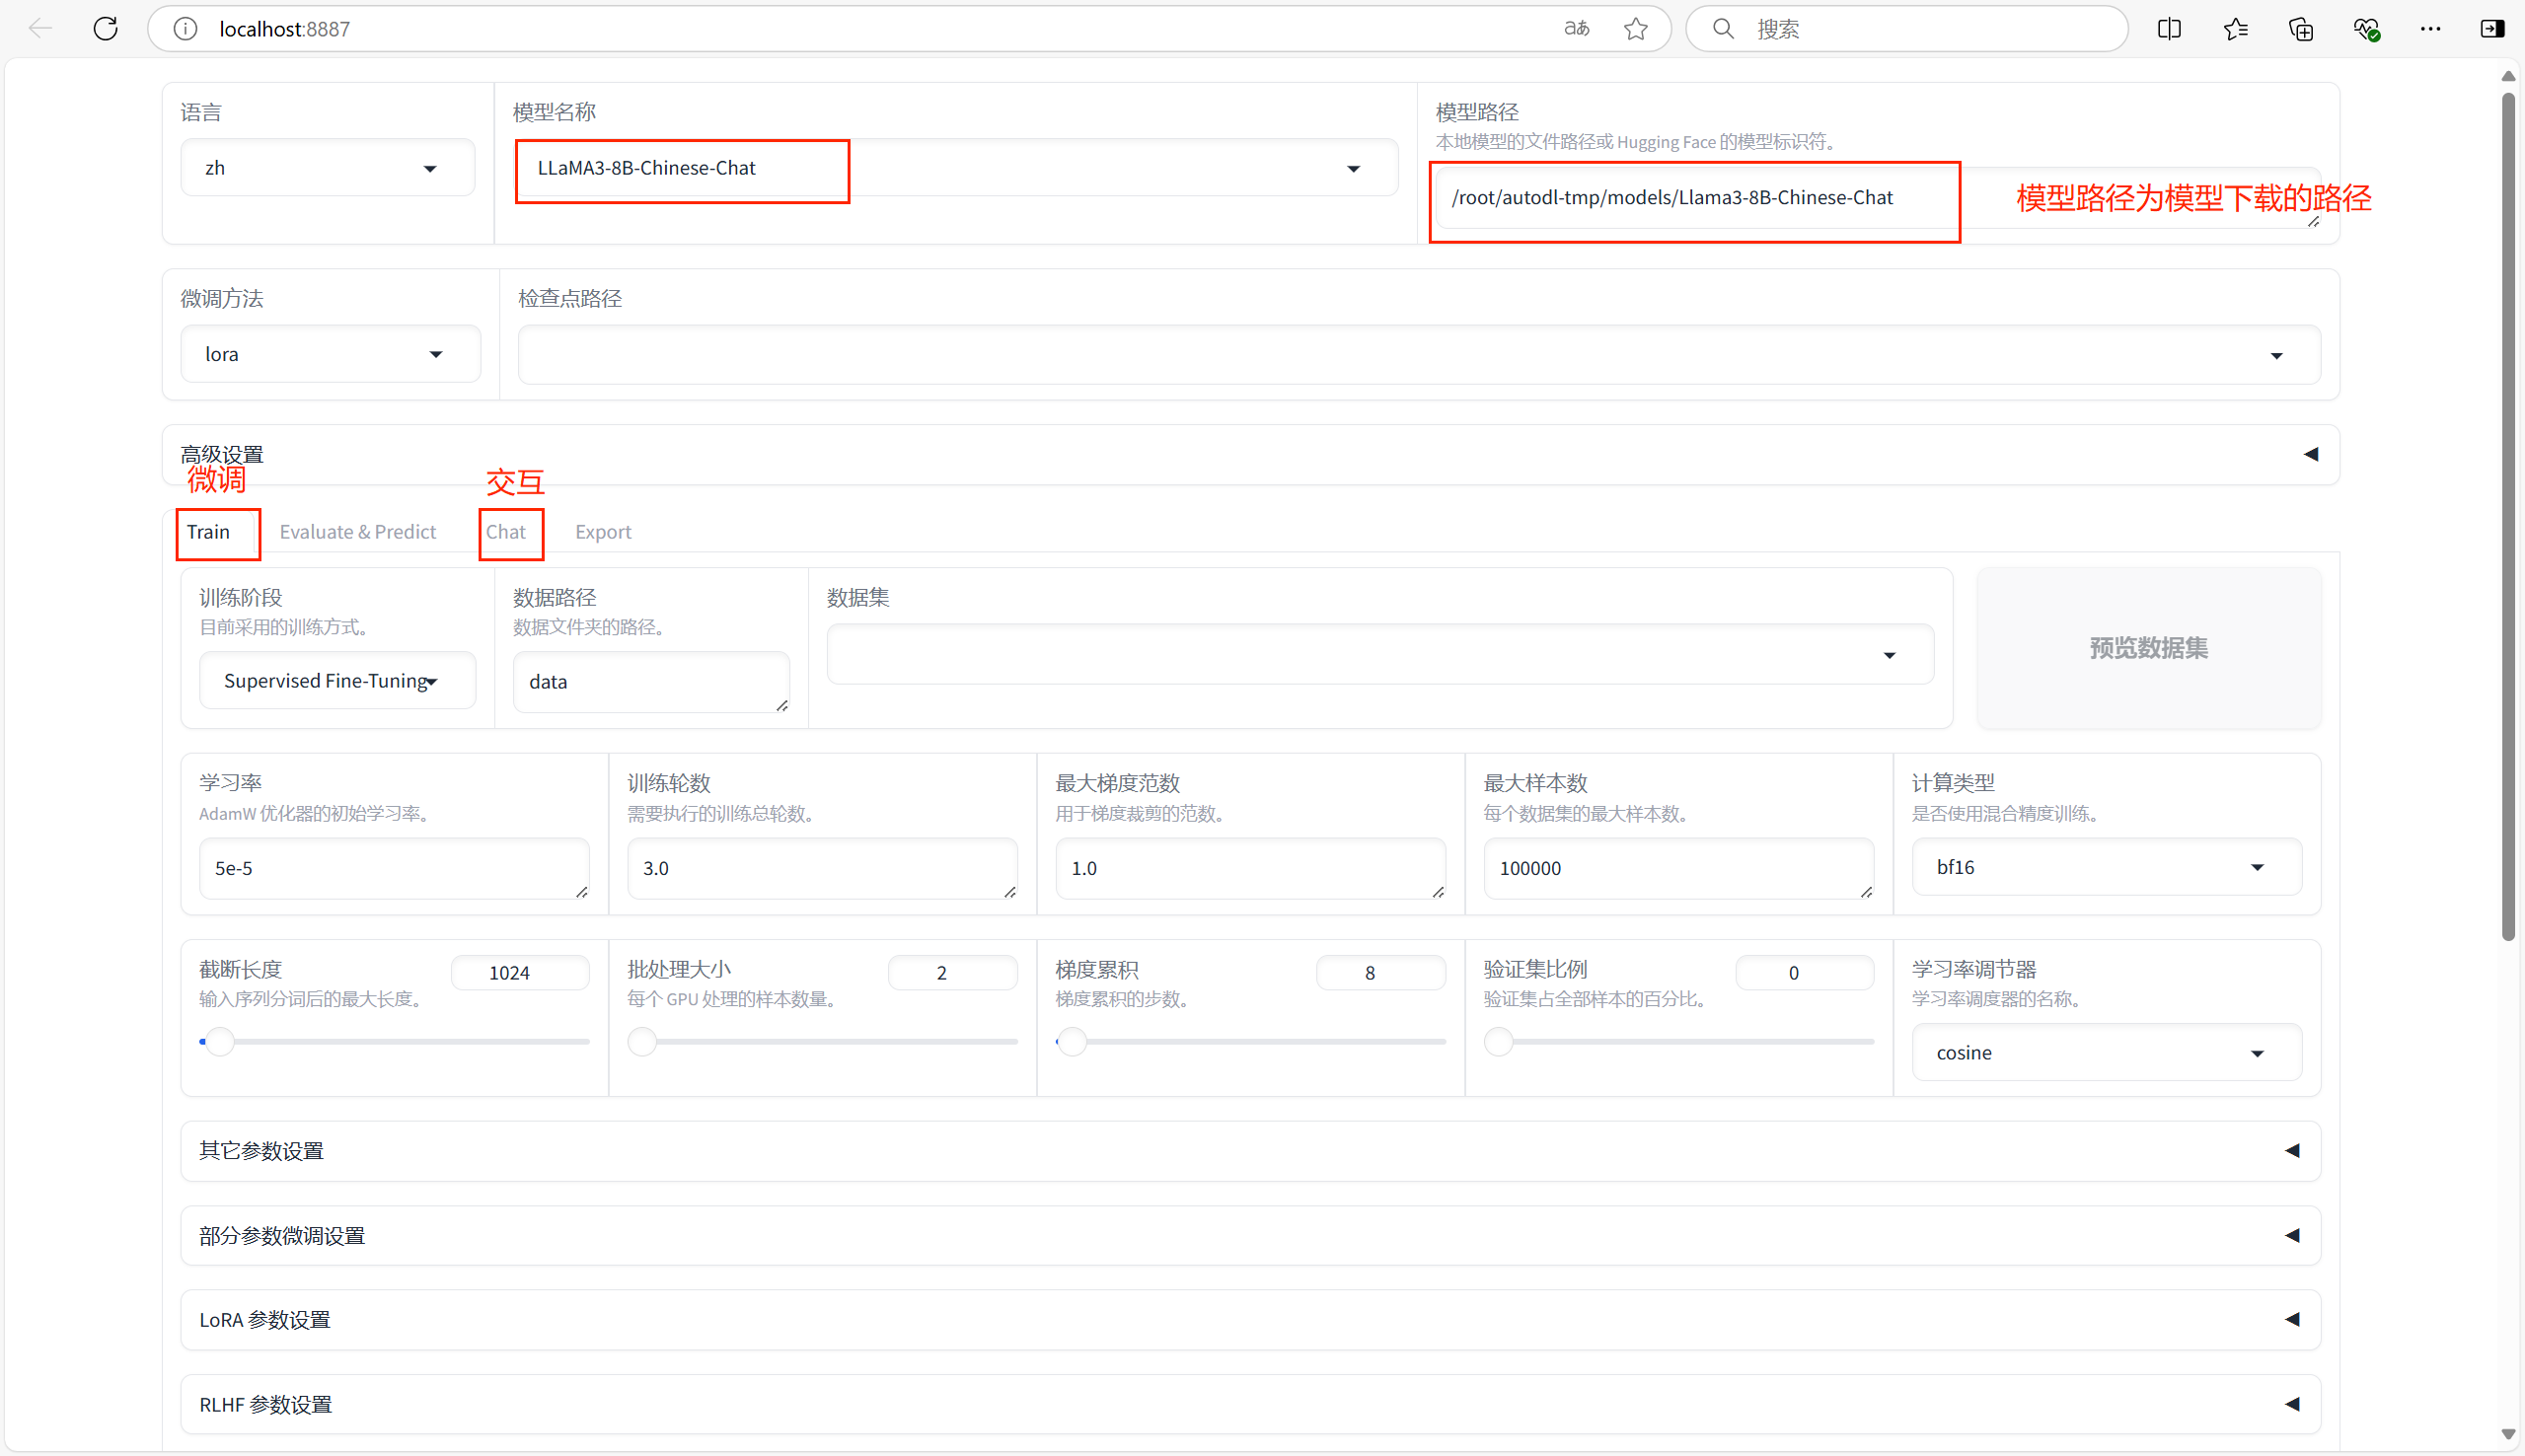 localhost:8887
aあ
搜索
语言
zh
模型名称
LLaMA3-8B-Chinese-Chat
模型路径
本地模型的文件路径或 Hugging Face 的模型标识符。
/root/autodl-tmp/models/Llama3-8B-Chinese-Chat
模型路径为模型下载的路径
微调方法
lora
检查点路径
高级设置
微调
交互
Train
Evaluate & Predict
Chat
Export
训练阶段
目前采用的训练方式。
Supervised Fine-Tuning
数据路径
数据文件夹的路径。
data
数据集
预览数据集
学习率
AdamW 优化器的初始学习率。
5e-5
训练轮数
需要执行的训练总轮数。
3.0
最大梯度范数
用于梯度裁剪的范数。
1.0
最大样本数
每个数据集的最大样本数。
100000
计算类型
是否使用混合精度训练。
bf16
截断长度
1024
输入序列分词后的最大长度。
批处理大小
2
每个 GPU 处理的样本数量。
梯度累积
8
梯度累积的步数。
验证集比例
0
验证集占全部样本的百分比。
学习率调节器
学习率调度器的名称。
cosine
其它参数设置
部分参数微调设置
LoRA 参数设置
RLHF 参数设置